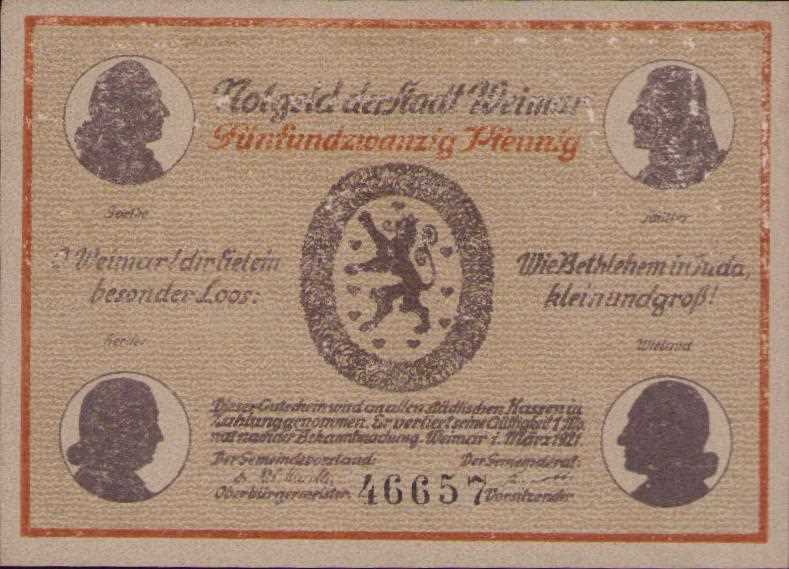 Notgeld der Stadt Weimar
Fünfundzwanzig Pfennig
Goethe
Schiller
O Weimar! dir fiel ein
besonder Loos:
Wie Bethlehem in Juda,
klein und groß!
Herder
Wieland
Dieser Gutschein wird an allen städtischen Kassen in
Zahlung genommen. Er verliert seine Gültigkeit 1 Mo,
nat nach der Bekanntmachung. Weimar 1. März 1921
Der Gemeindevorstand:
Der Gemeinderat:
Oberbürgermeister.
46657
Vorsitzender